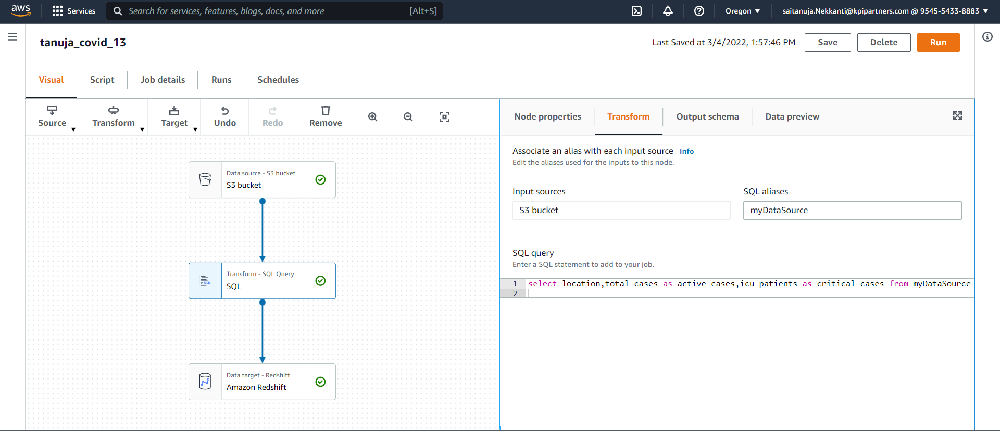 aws Services Search for services, features, blogs, docs, and more [Alt+S] Oregon saitanuja.Nekkanti@kpipartners.com @ 9545-5433-8883
tanuja_covid_13 Last Saved at 3/4/2022, 1:57:46 PM Save Delete Run
Visual Script Job details Runs Schedules
Source Transform Target Undo Redo Remove
Node properties Transform Output schema Data preview
Data source - S3 bucket
S3 bucket
Transform - SQL Query
SQL
SQL
Data target - Redshift
Amazon Redshift
Associate an alias with each input source Info
Edit the aliases used for the inputs to this node.
Input sources SQL aliases
S3 bucket myDataSource
SQL query
Enter a SQL statement to add to your job.
1 select location,total_cases as active_cases,icu_patients as critical_cases from myDataSource
2